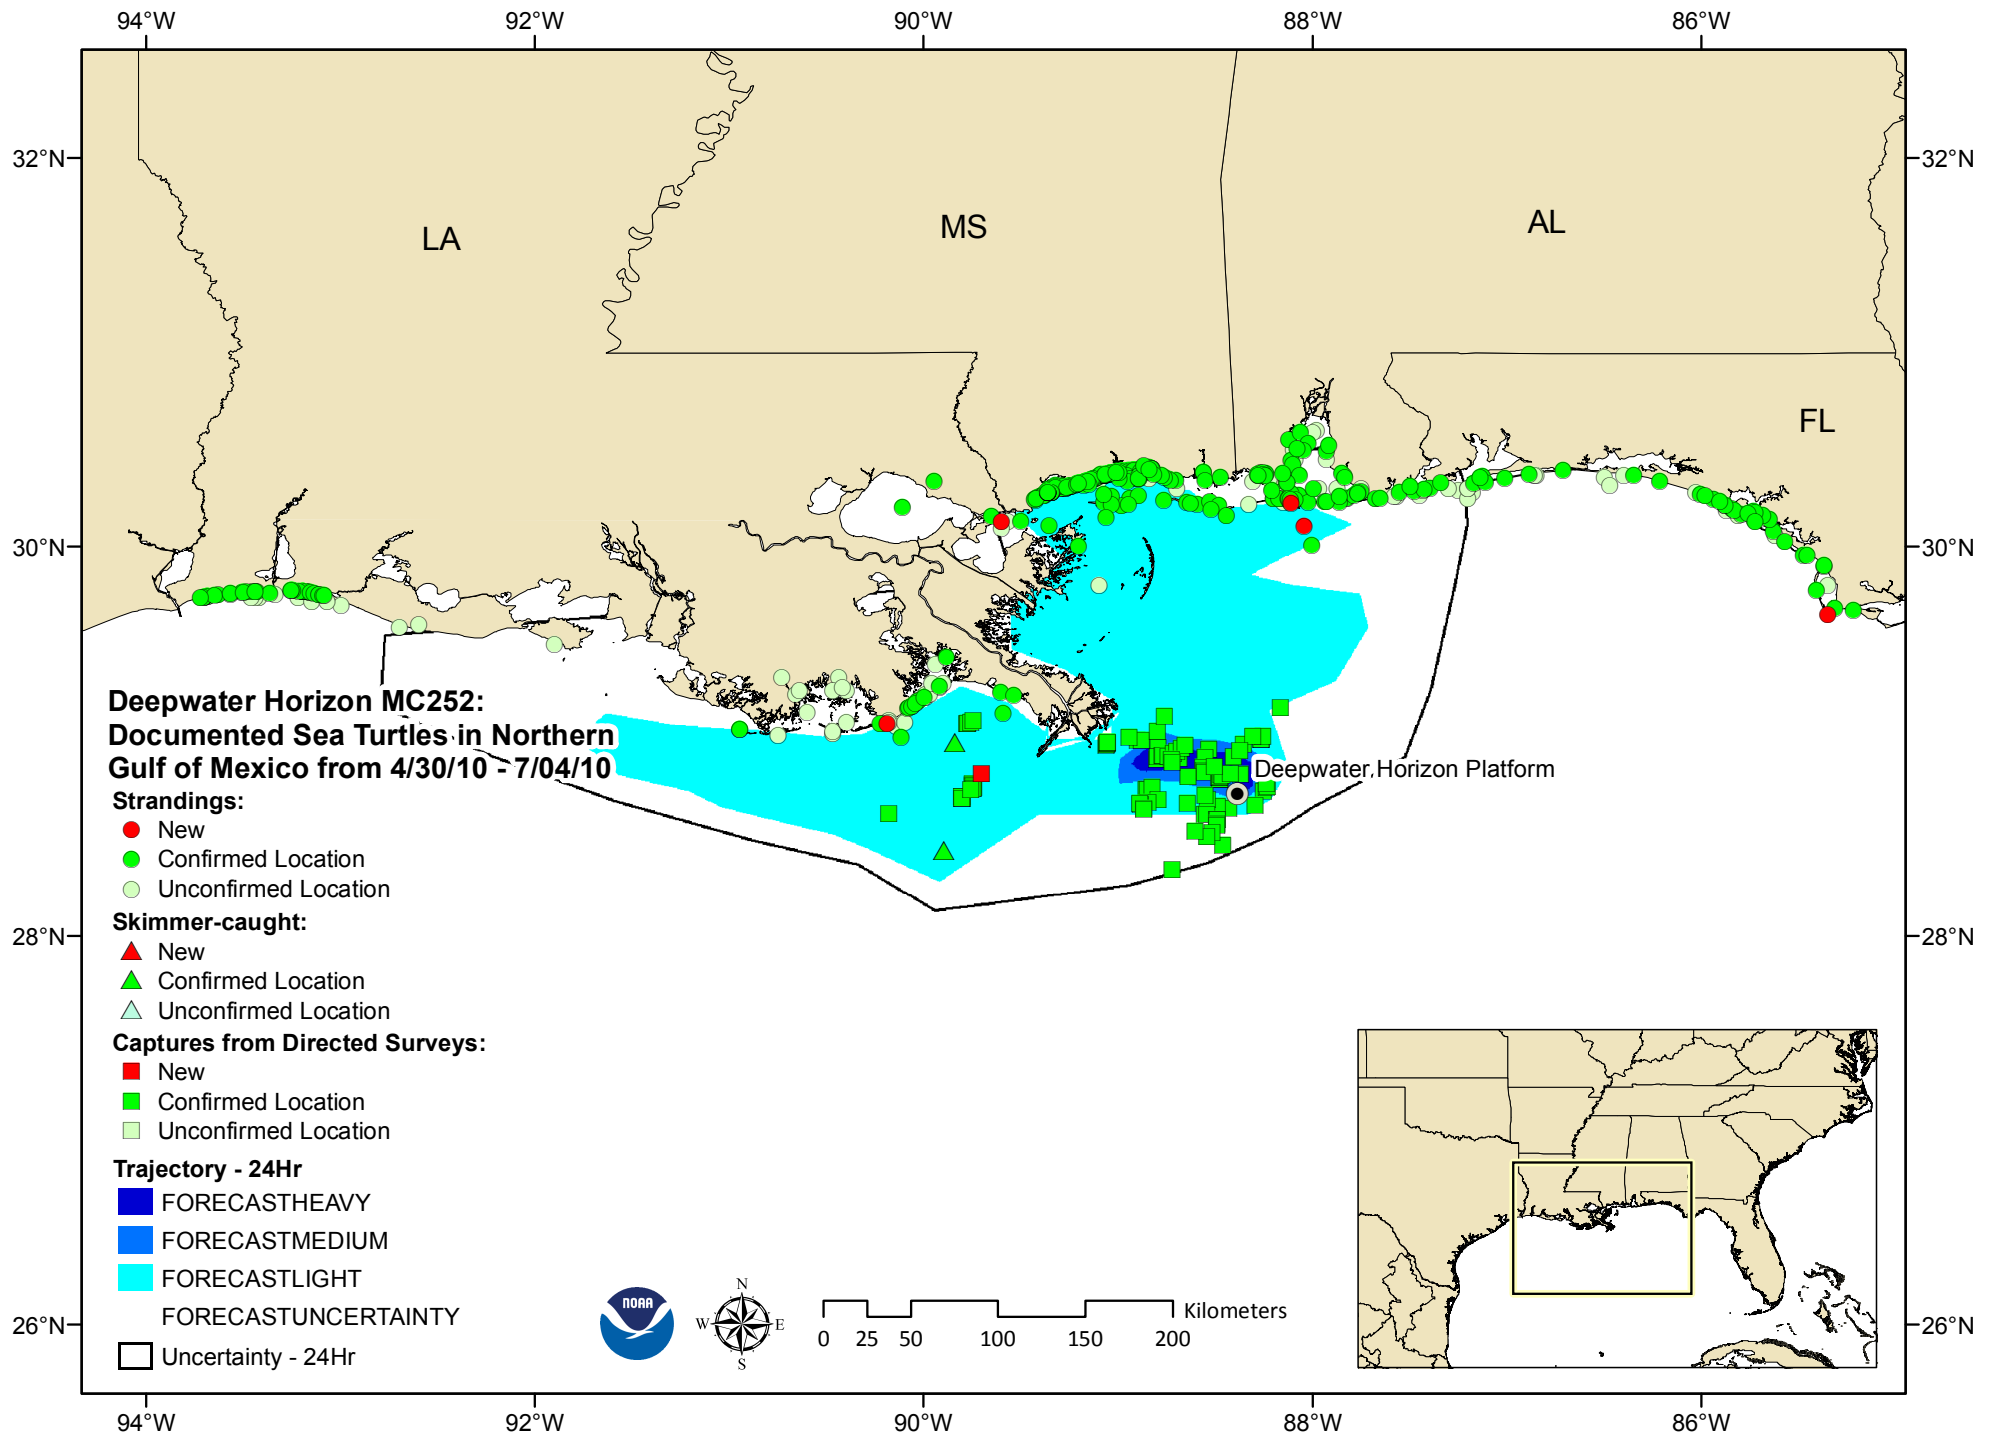 94°W 92°W 90°W 88°W 86°W
32°N 32°N
LA MS AL
FL
30°N 30°N
Deepwater Horizon MC252:
Documented Sea Turtles in Northern
Gulf of Mexico from 4/30/10 - 7/04/10
Deepwater Horizon Platform
Strandings:
New
Confirmed Location
Unconfirmed Location
Skimmer-caught:
New
Confirmed Location
Unconfirmed Location
Captures from Directed Surveys:
New
Confirmed Location
Unconfirmed Location
28°N 28°N
Trajectory - 24Hr
FORECASTHEAVY
FORECASTMEDIUM
FORECASTLIGHT
FORECASTUNCERTAINTY
Uncertainty - 24Hr
NOAA
N
W E
S
Kilometers
0 25 50 100 150 200
26°N 26°N
94°W 92°W 90°W 88°W 86°W